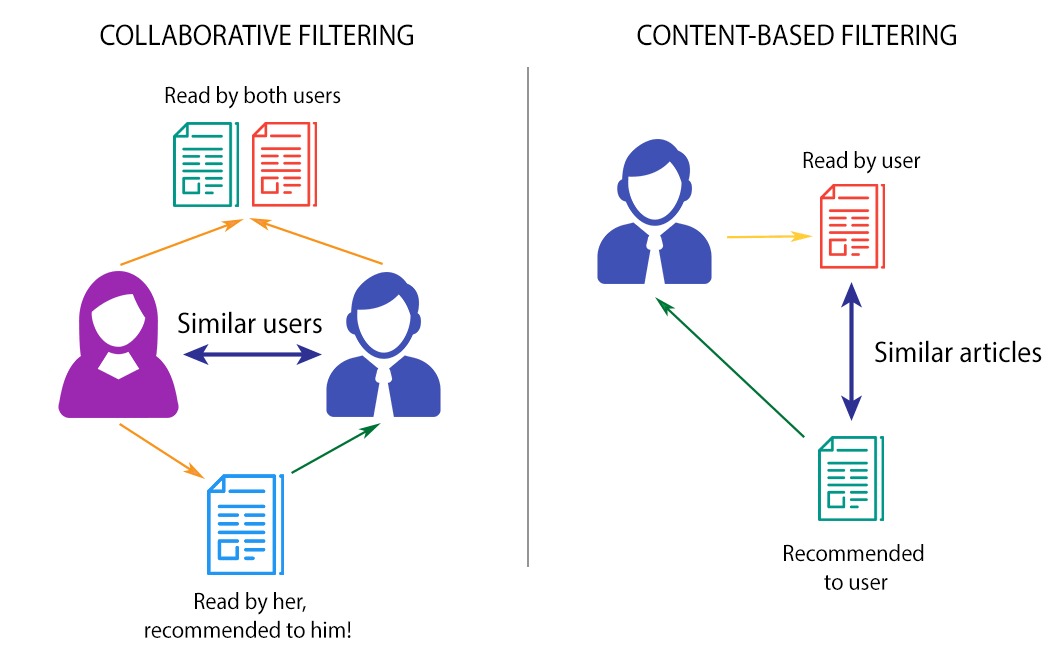 COLLABORATIVE FILTERING
Read by both users
Similar users
Read by her,
recommended to him!
CONTENT-BASED FILTERING
Read by user
Similar articles
Recommended
to user